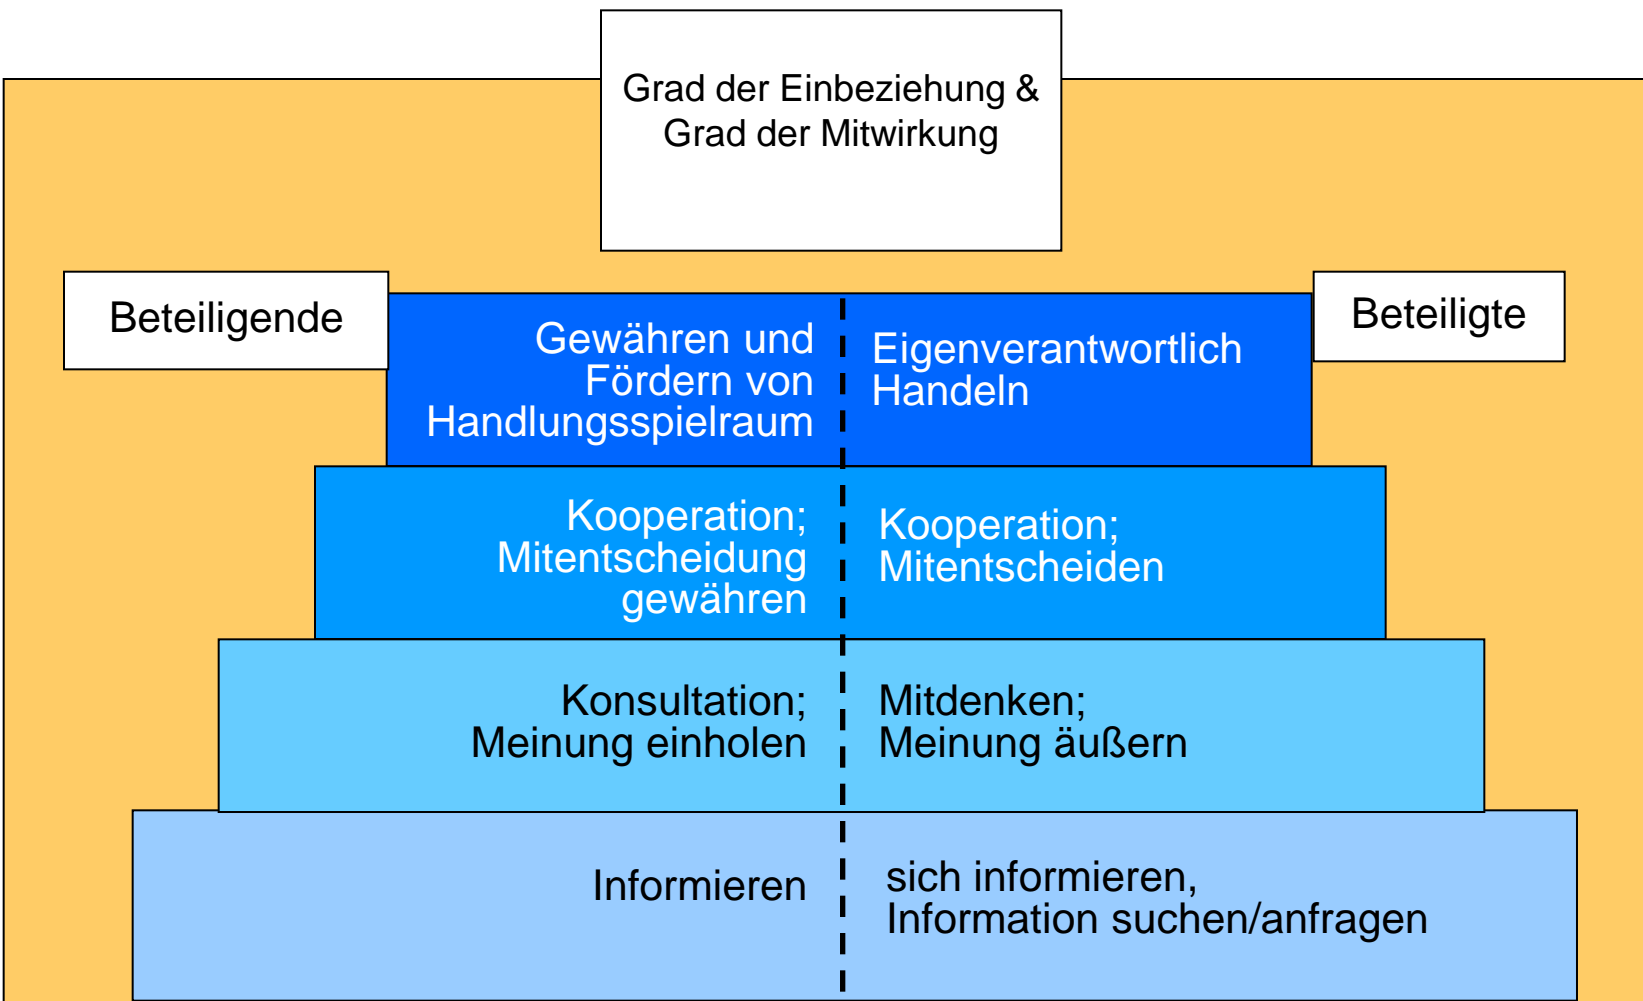 Grad der Einbeziehung &
Grad der Mitwirkung
Beteiligende
Beteiligte
Gewähren und
Fördern von
Handlungsspielraum
Eigenverantwortlich
Handeln
Kooperation;
Mitentscheidung
gewähren
Kooperation;
Mitentscheiden
Konsultation;
Meinung einholen
Mitdenken;
Meinung äußern
Informieren
sich informieren,
Information suchen/anfragen